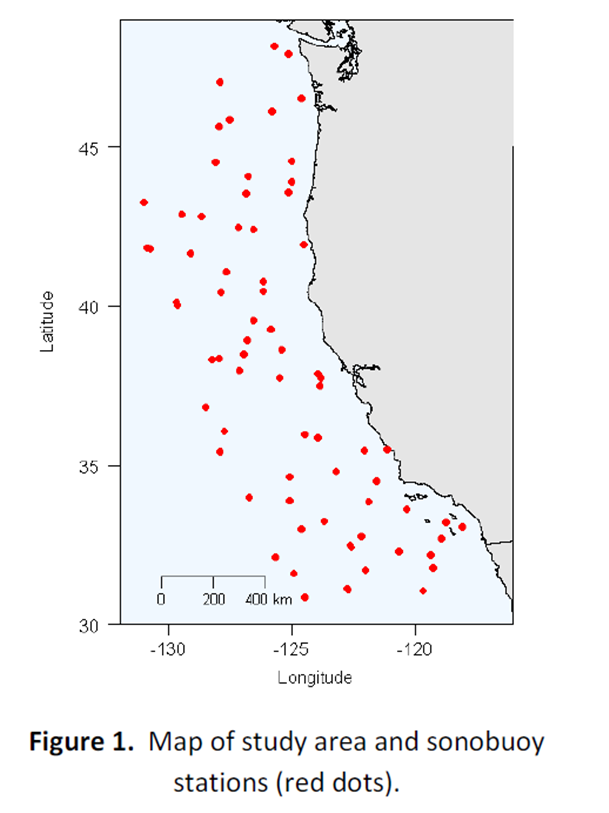 45
40
35
30
Latitude
0 200 400 km
-130 -125 -120
Longitude
Figure 1. Map of study area and sonobuoy
stations (red dots).